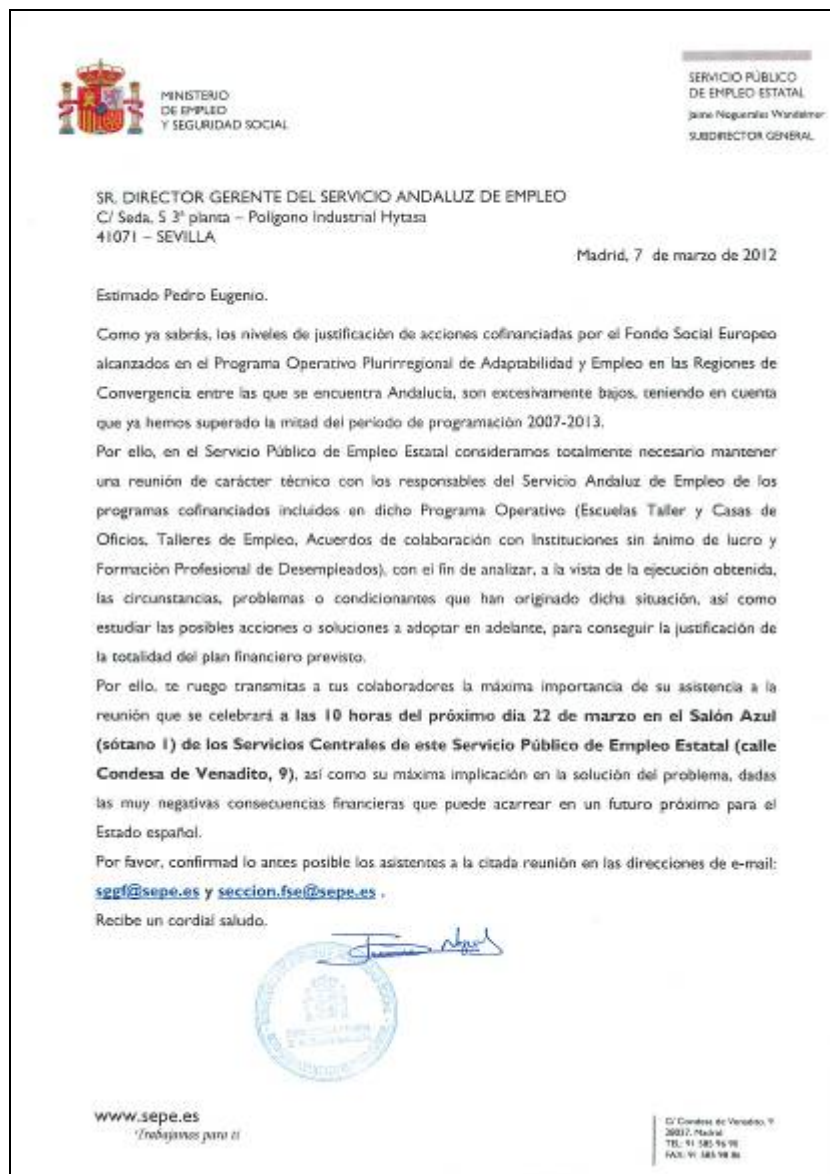 MINISTERIO
DE EMPLEO
Y SEGURIDAD SOCIAL
SERVICIO PÚBLICO
DE EMPLEO ESTATAL
Jaime Noguerales
SUBDIRECTOR GENERAL
SR. DIRECTOR GERENTE DEL SERVICIO ANDALUZ DE EMPLEO
C/ Seda, 5 3ª planta – Polígono Industrial Hytasa
41071 – SEVILLA
Madrid, 7 de marzo de 2012
Estimado Pedro Eugenio.
Como ya sabrás, los niveles de justificación de acciones cofinanciadas por el Fondo Social Europeo
alcanzados en el Programa Operativo Plurirregional de Adaptabilidad y Empleo en las Regiones de
Convergencia entre las que se encuentra Andalucía, son excesivamente bajos, teniendo en cuenta
que ya hemos superado la mitad del período de programación 2007-2013.
Por ello, en el Servicio Público de Empleo Estatal consideramos totalmente necesario mantener
una reunión de carácter técnico con los responsables del Servicio Andaluz de Empleo de los
programas cofinanciados incluidos en dicho Programa Operativo (Escuelas Taller y Casas de
Oficios, Talleres de Empleo, Acuerdos de colaboración con Instituciones sin ánimo de lucro y
Formación Profesional de Desempleados), con el fin de analizar, a la vista de la ejecución obtenida,
las circunstancias, problemas o condicionantes que han originado dicha situación, así como
estudiar las posibles acciones o soluciones a adoptar en adelante, para conseguir la justificación de
la totalidad del plan financiero previsto.
Por ello, te ruego transmitas a tus colaboradores la máxima importancia de su asistencia a la
reunión que se celebrará a las 10 horas del próximo día 22 de marzo en el Salón Azul
(sótano 1) de los Servicios Centrales de este Servicio Público de Empleo Estatal (calle
Condesa de Venadito, 9), así como su máxima implicación en la solución del problema, dadas
las muy negativas consecuencias financieras que puede acarrear en un futuro próximo para el
Estado español.
Por favor, confirmad lo antes posible los asistentes a la citada reunión en las direcciones de e-mail:
sggf@sepe.es y seccion.fse@sepe.es .
Recibe un cordial saludo.
www.sepe.es
Trabajamos para ti
C/ Condesa de Venadito, 9
28027, Madrid
TEL: 91 585 96 98
FAX: 91 585 98 86